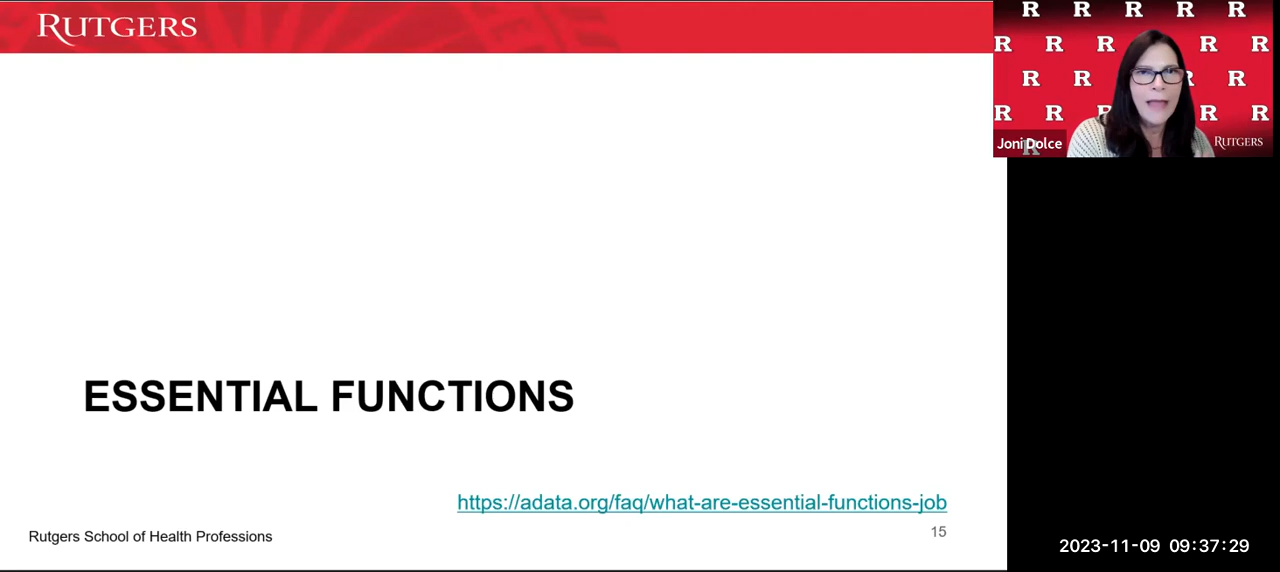 RUTGERS
Joni Dolce
RUTGERS
ESSENTIAL FUNCTIONS
https://adata.org/faq/what-are-essential-functions-job
15
Rutgers School of Health Professions
2023-11-09 09:37:29